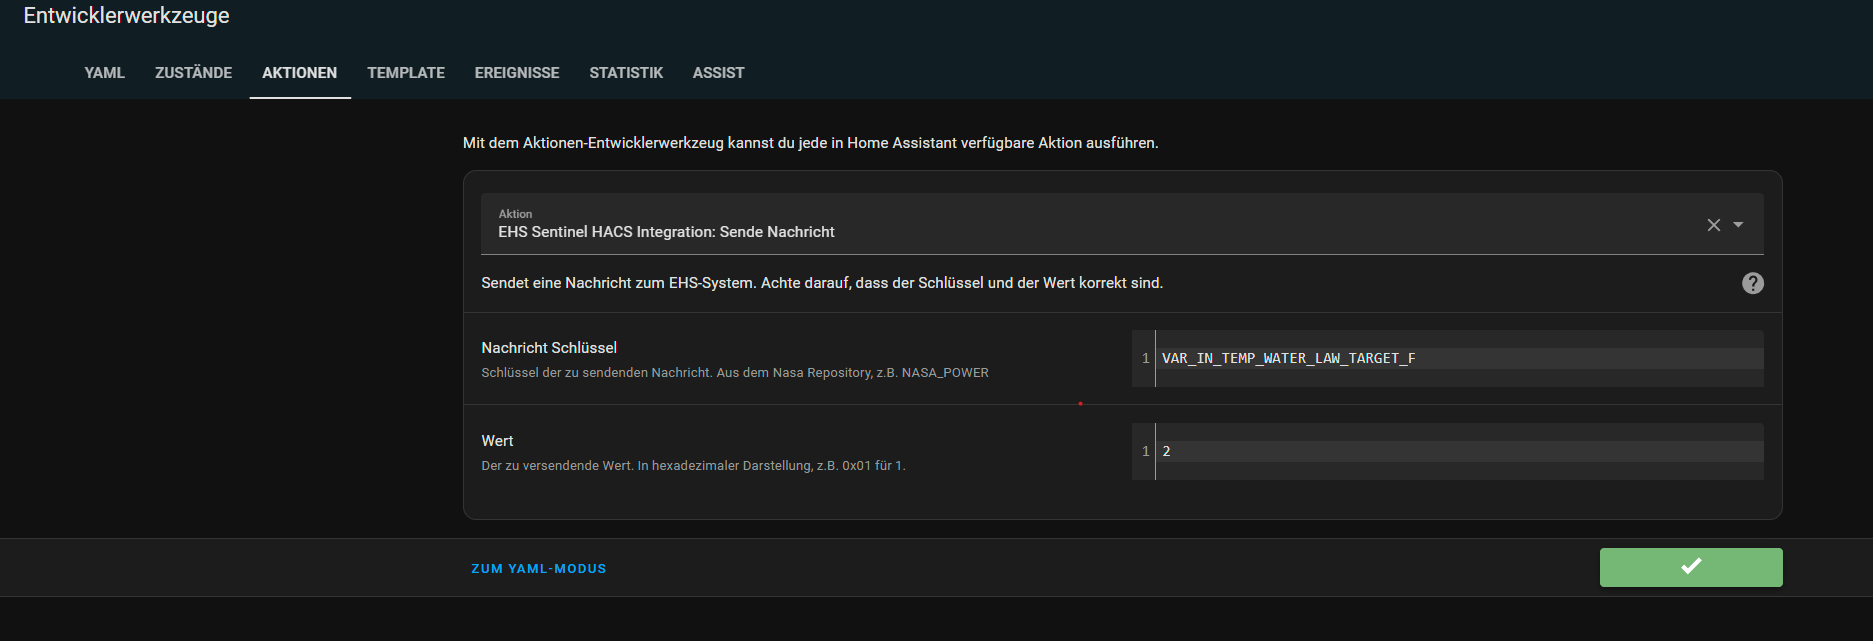 Entwicklerwerkzeuge
YAML ZUSTÄNDE AKTIONEN TEMPLATE EREIGNISSE STATISTIK ASSIST
Mit dem Aktionen-Entwicklerwerkzeug kannst du jede in Home Assistant verfügbare Aktion ausführen.
Aktion
EHS Sentinel HACS Integration: Sende Nachricht
Sendet eine Nachricht zum EHS-System. Achte darauf, dass der Schlüssel und der Wert korrekt sind.
Nachricht Schlüssel
Schlüssel der zu sendenden Nachricht. Aus dem Nasa Repository, z.B. NASA_POWER
1 VAR_IN_TEMP_WATER_LAW_TARGET_F
Wert
Der zu versendende Wert. In hexadezimaler Darstellung, z.B. 0x01 für 1.
1 2
ZUM YAML-MODUS